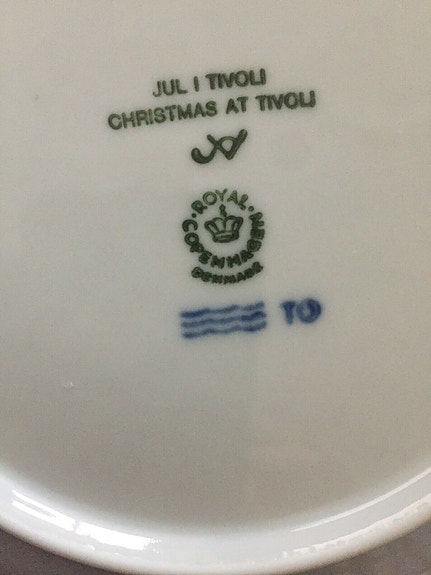 JUL I TIVOLI
CHRISTMAS AT TIVOLI
ROYAL
COPENHAGEN
DENMARK
TO